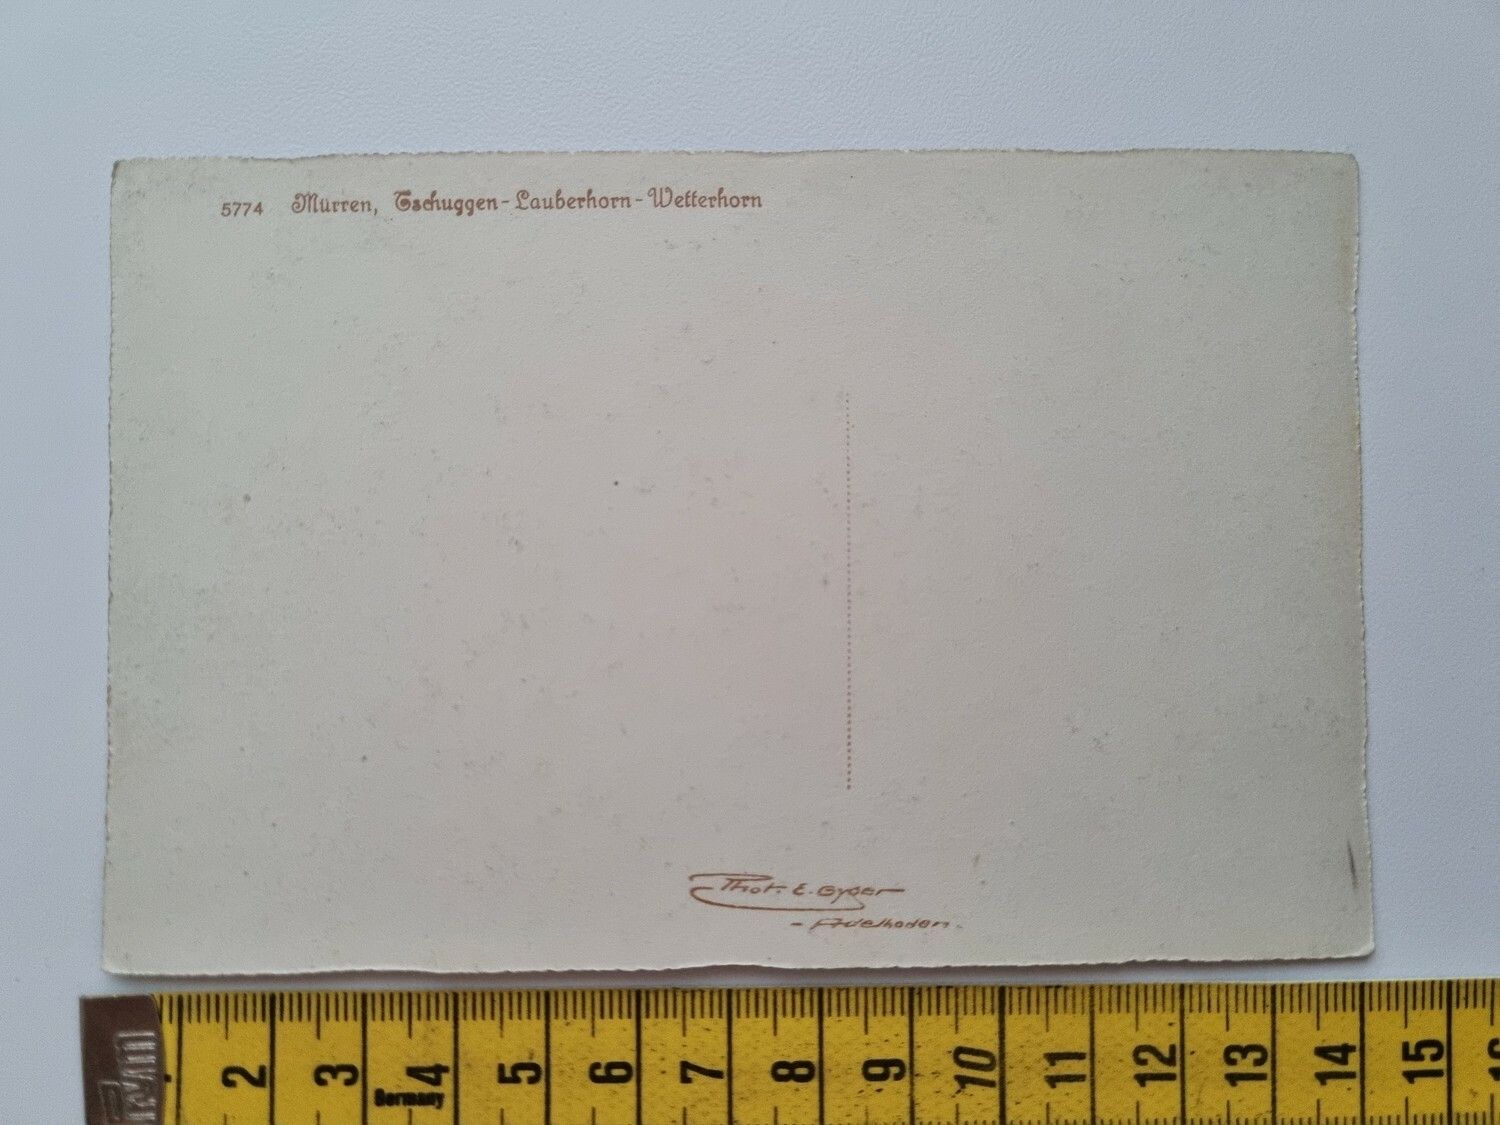 5774 Mürren, Tschuggen-Lauberhorn-Wetterhorn
Phot. E. Gyger
- Adelboden.
2 3 4 5 6 7 8 9 10 11 12 13 14 15
Germany